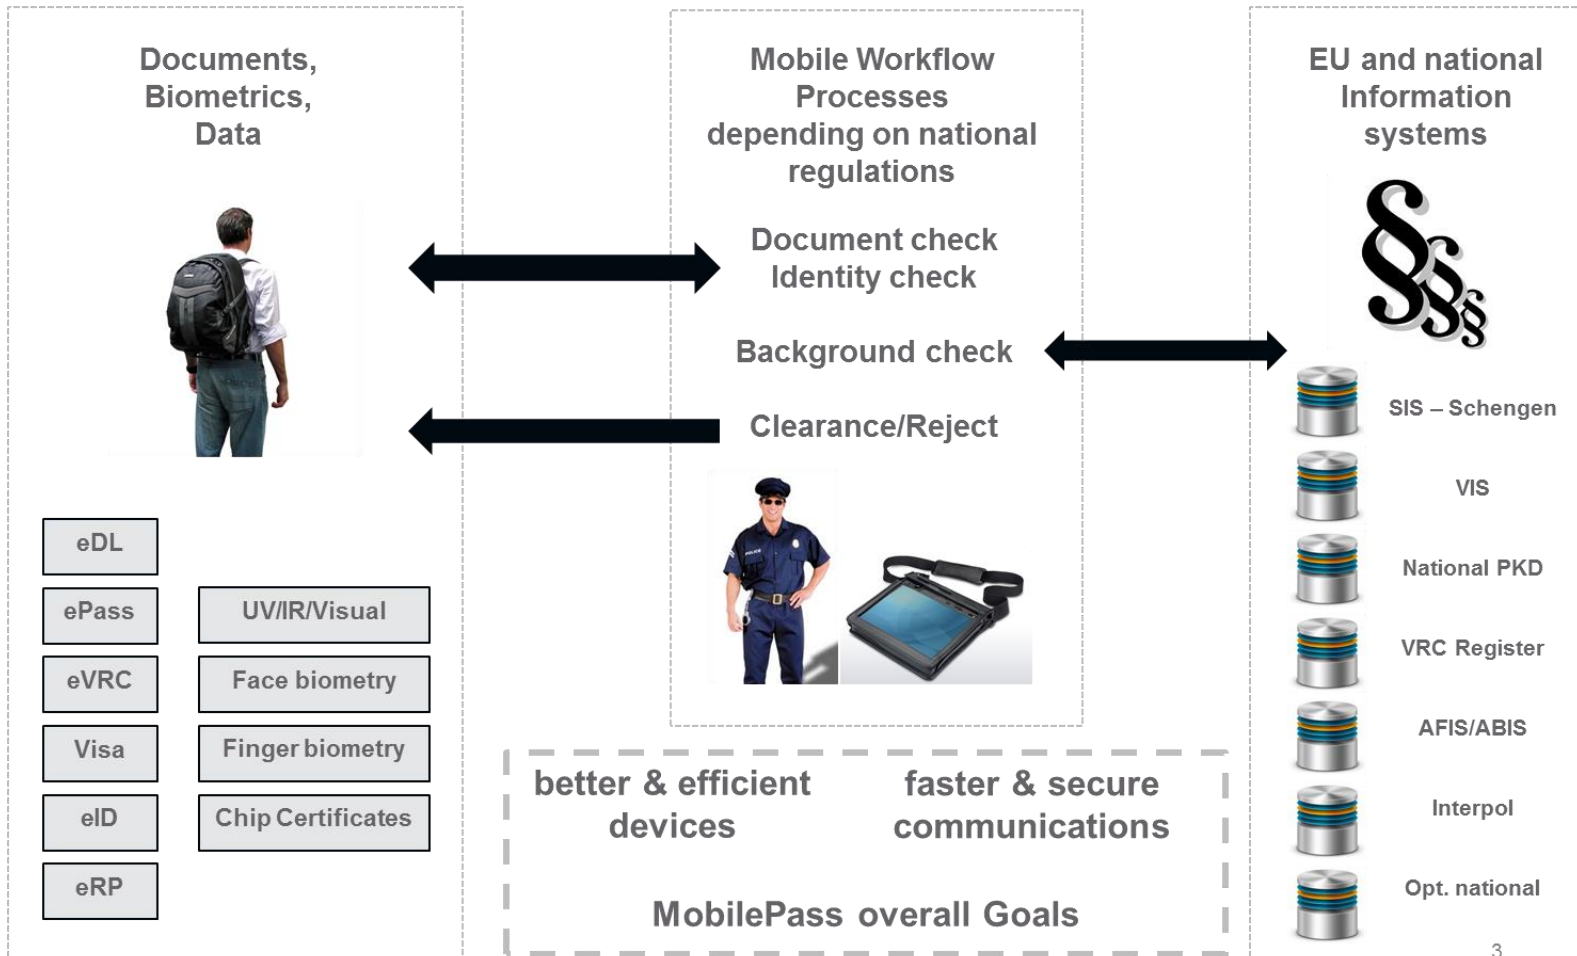 Documents,
Biometrics,
Data
eDL
ePass
eVRC
Visa
eID
eRP
UV/IR/Visual
Face biometry
Finger biometry
Chip Certificates
Mobile Workflow
Processes
depending on national
regulations
Document check
Identity check
Background check
Clearance/Reject
POLICE
better & efficient
devices
faster & secure
communications
MobilePass overall Goals
EU and national
Information
systems
§§§
SIS – Schengen
VIS
National PKD
VRC Register
AFIS/ABIS
Interpol
Opt. national
3